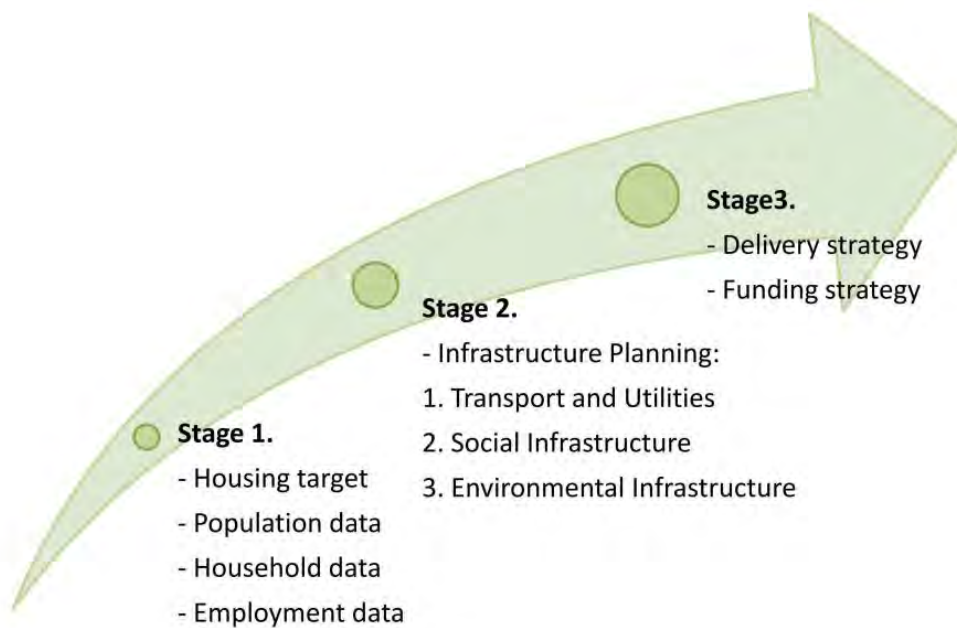 Stage 1.
- Housing target
- Population data
- Household data
- Employment data
Stage 2.
- Infrastructure Planning:
1. Transport and Utilities
2. Social Infrastructure
3. Environmental Infrastructure
Stage3.
- Delivery strategy
- Funding strategy